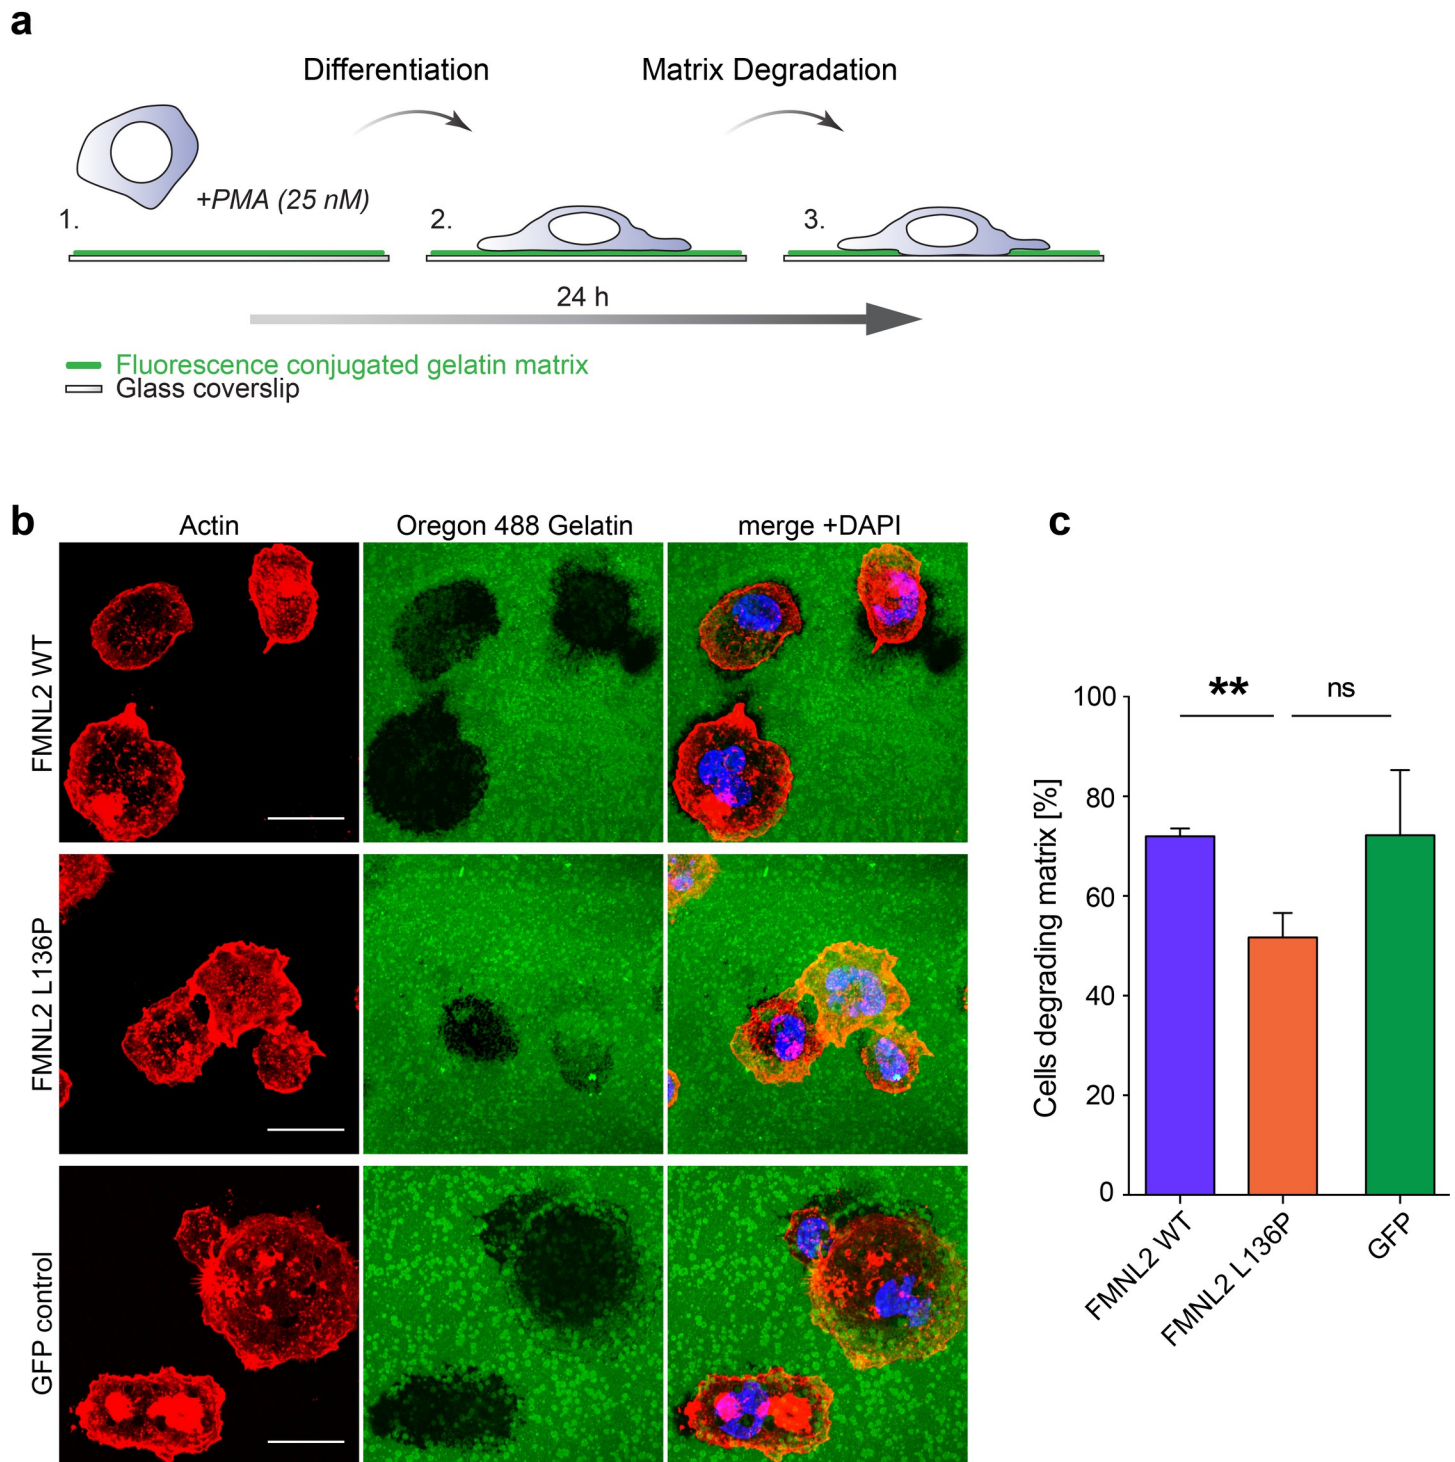 a
Differentiation
Matrix Degradation
+PMA (25 nM)
1.
2.
3.
24 h
Fluorescence conjugated gelatin matrix
Glass coverslip
b
Actin
Oregon 488 Gelatin
merge +DAPI
FMNL2 WT
FMNL2 L136P
GFP control
c
Cells degrading matrix [%]
100
80
60
40
20
0
**
ns
FMNL2 WT
FMNL2 L136P
GFP